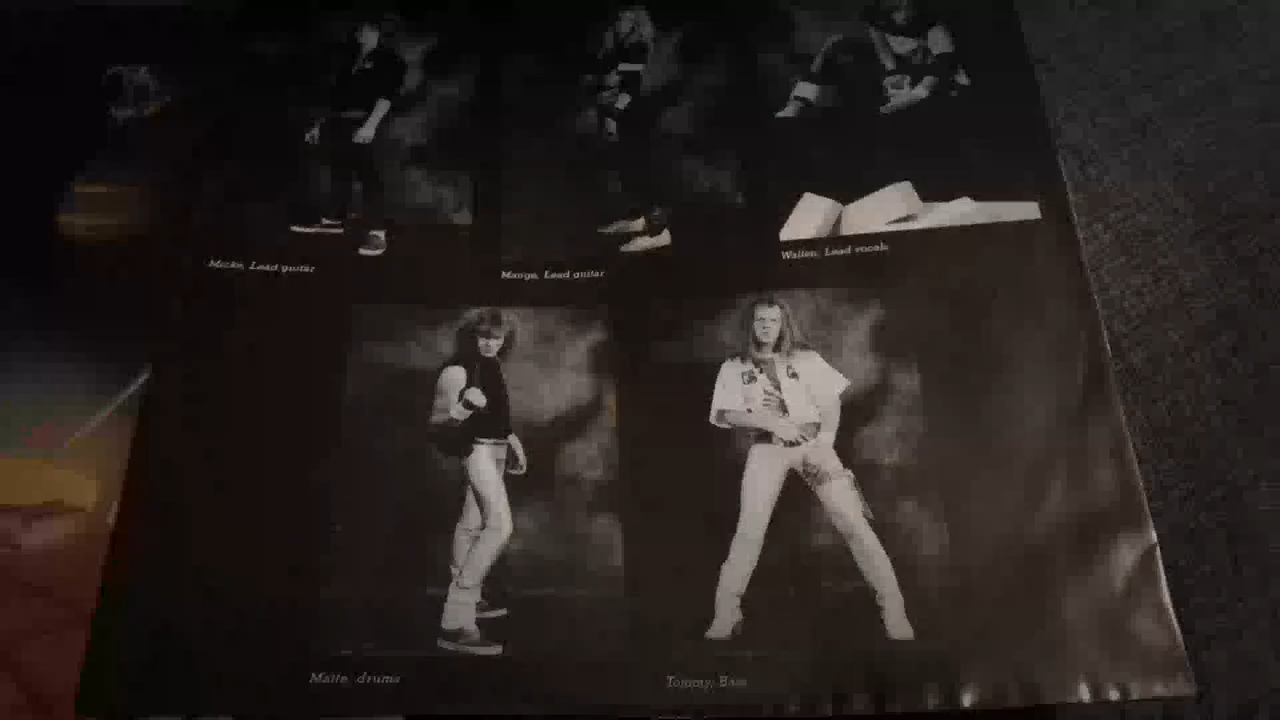 Micke, Lead guitar
Mange, Lead guitar
Wallen, Lead vocals
Matte, drums
Tommy, Bass